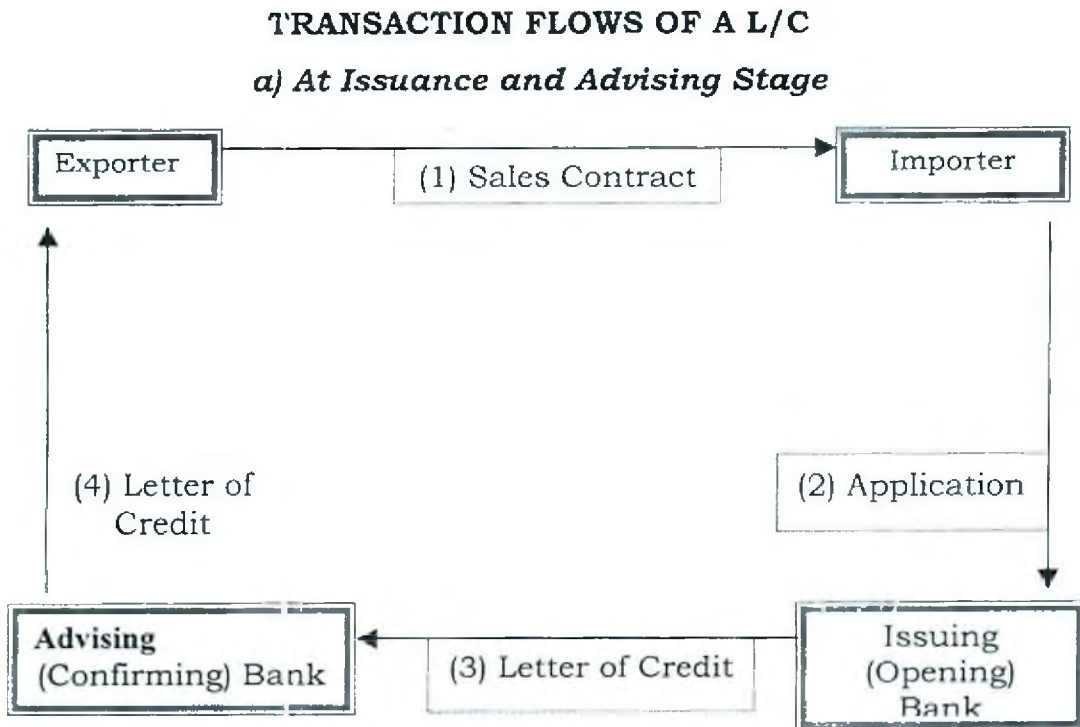 TRANSACTION FLOWS OF A L/C
a) At Issuance and Advising Stage
Exporter
(1) Sales Contract
Importer
(4) Letter of
Credit
(2) Application
Advising
(Confirming) Bank
(3) Letter of Credit
Issuing
(Opening)
Bank